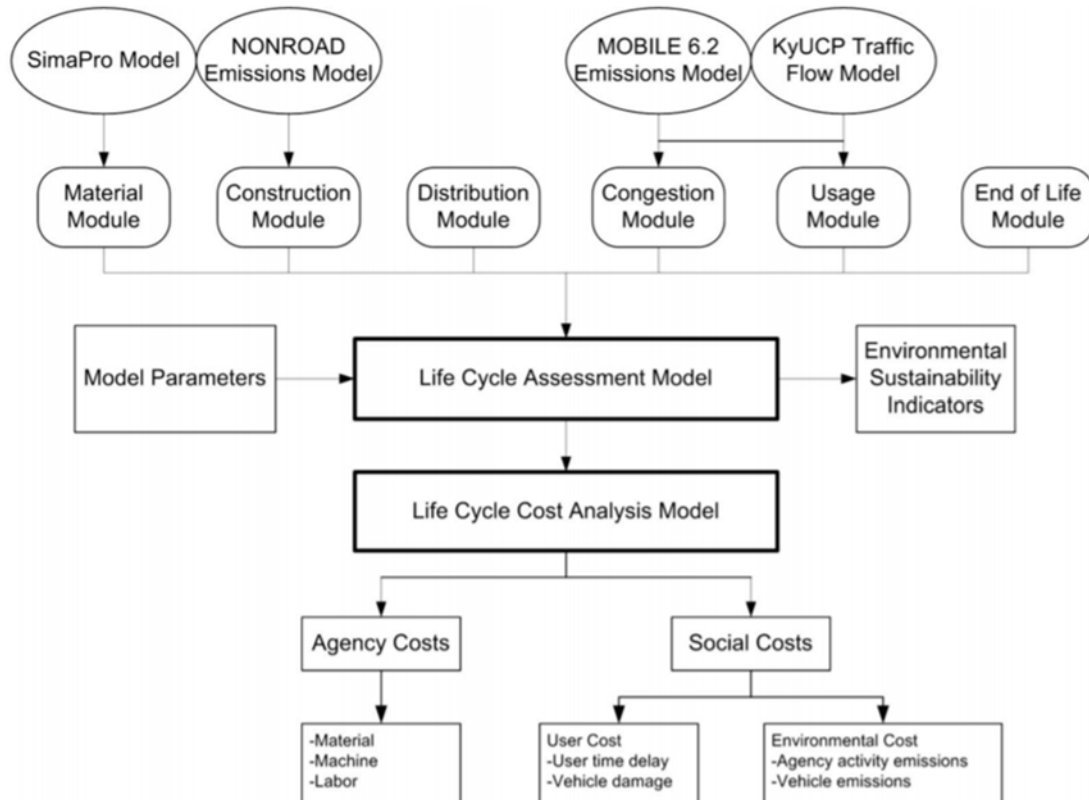 SimaPro Model
NONROAD
Emissions Model
MOBILE 6.2
Emissions Model
KyUCP Traffic
Flow Model
Material
Module
Construction
Module
Distribution
Module
Congestion
Module
Usage
Module
End of Life
Module
Model Parameters
Life Cycle Assessment Model
Environmental
Sustainability
Indicators
Life Cycle Cost Analysis Model
Agency Costs
Social Costs
-Material
-Machine
-Labor
User Cost
-User time delay
-Vehicle damage
Environmental Cost
-Agency activity emissions
-Vehicle emissions